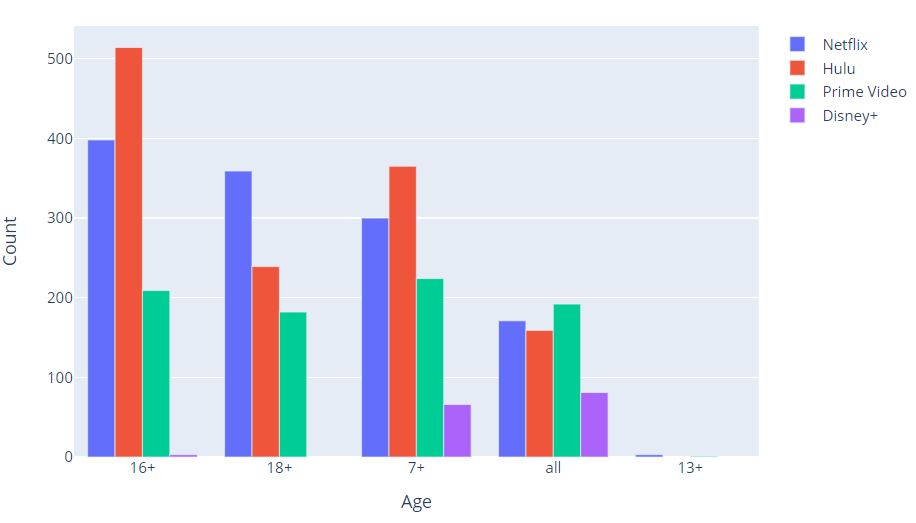 500
400
300
200
100
0
Count
16+
18+
7+
all
13+
Age
Netflix
Hulu
Prime Video
Disney+